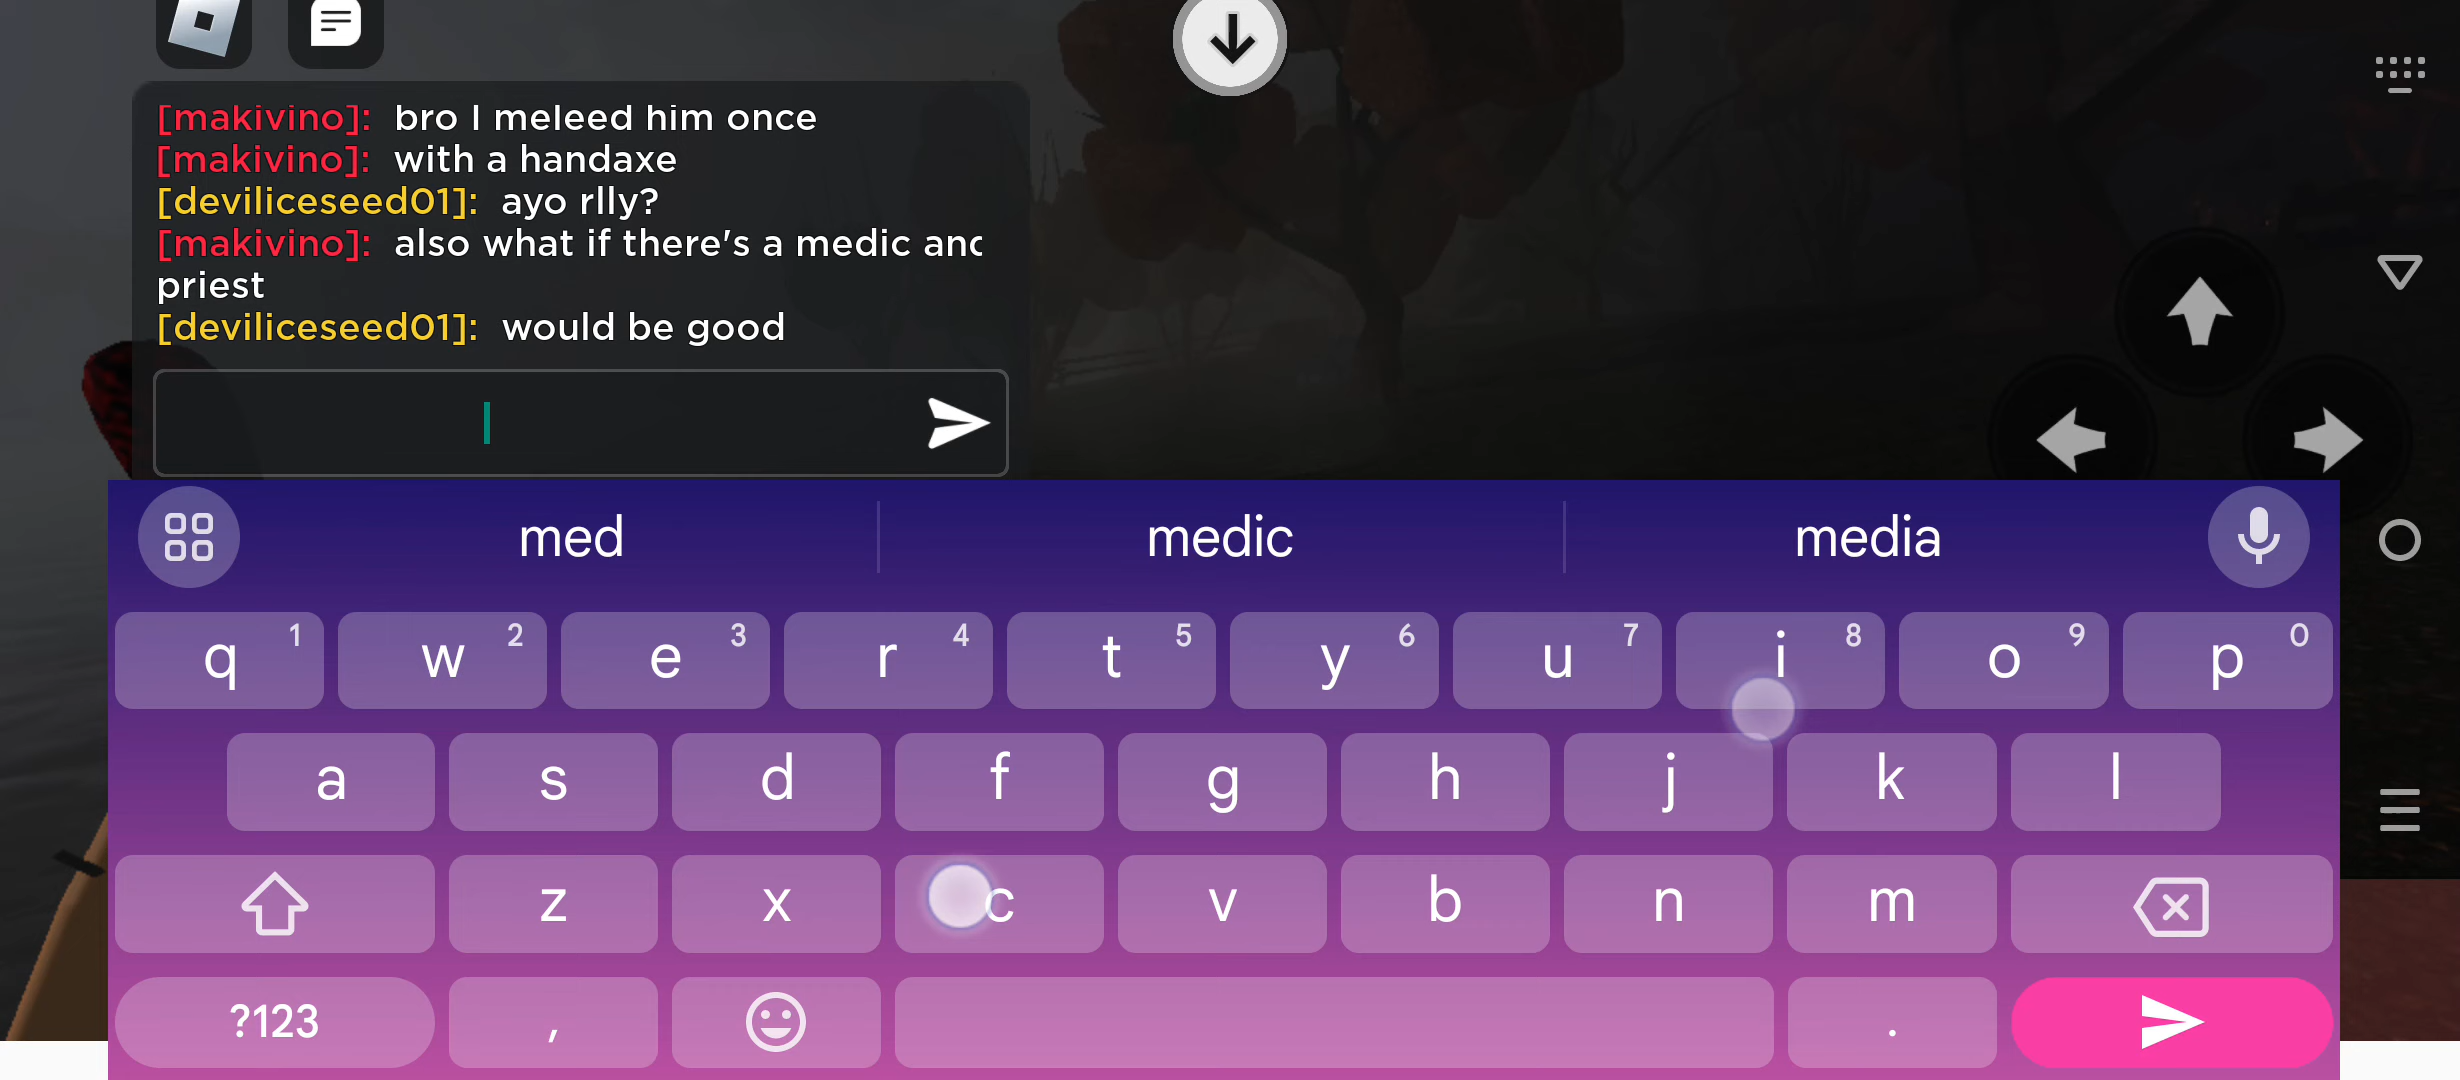 [makivino]: bro I meleed him once
[makivino]: with a handaxe
[deviliceseed01]: ayo rlly?
[makivino]: also what if there's a medic and
priest
[deviliceseed01]: would be good
med medic media
q 1 w 2 e 3 r 4 t 5 y 6 u 7 i 8 o 9 p 0
a s d f g h j k l
z x c v b n m
?123 , .